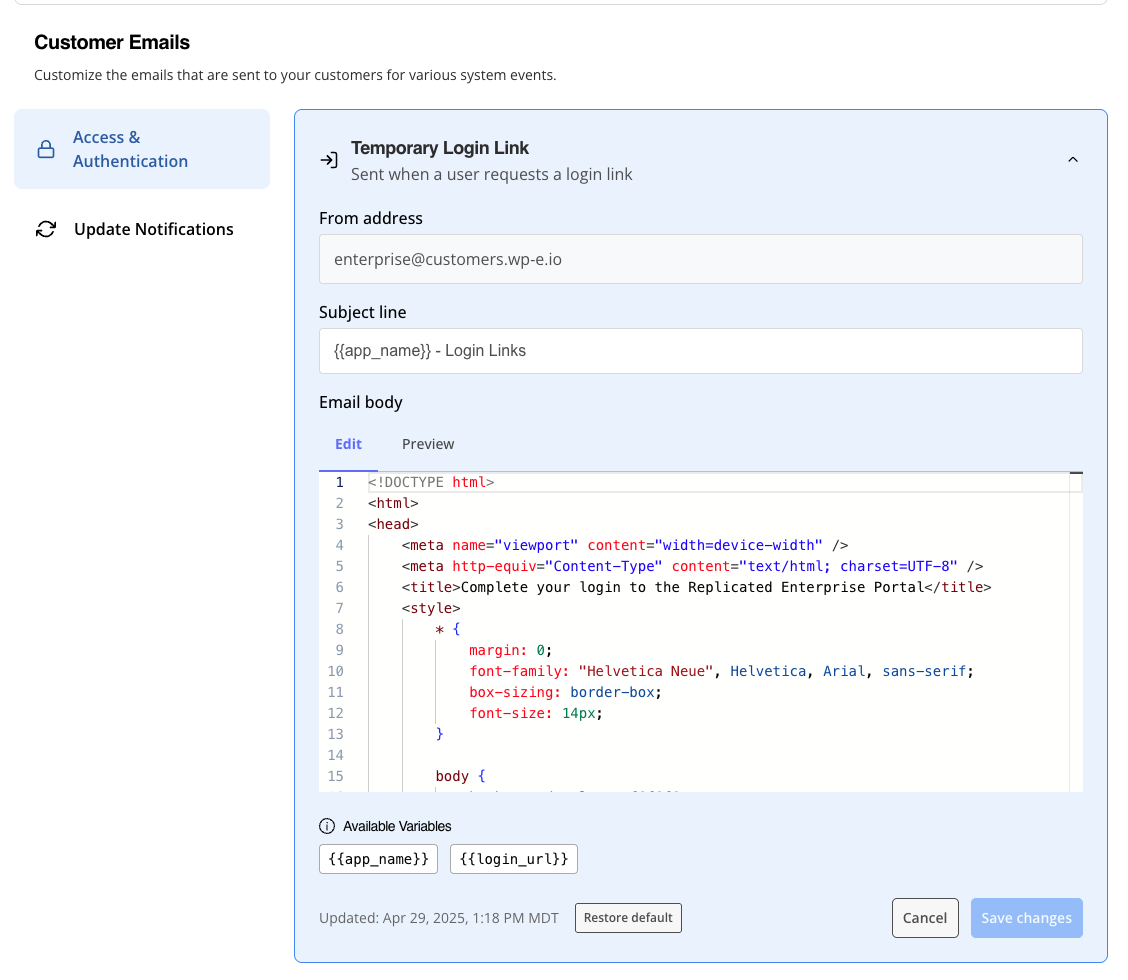 Customer Emails
Customize the emails that are sent to your customers for various system events.
Access &
Authentication
Update Notifications
Temporary Login Link
Sent when a user requests a login link
From address
enterprise@customers.wp-e.io
Subject line
{{app_name}} - Login Links
Email body
Edit Preview
1 <!DOCTYPE html>
2 <html>
3 <head>
4     <meta name="viewport" content="width=device-width" />
5     <meta http-equiv="Content-Type" content="text/html; charset=UTF-8" />
6     <title>Complete your login to the Replicated Enterprise Portal</title>
7     <style>
8         * {
9             margin: 0;
10             font-family: "Helvetica Neue", Helvetica, Arial, sans-serif;
11             box-sizing: border-box;
12             font-size: 14px;
13         }
14
15         body {
Available Variables
{{app_name}} {{login_url}}
Updated: Apr 29, 2025, 1:18 PM MDT Restore default Cancel Save changes